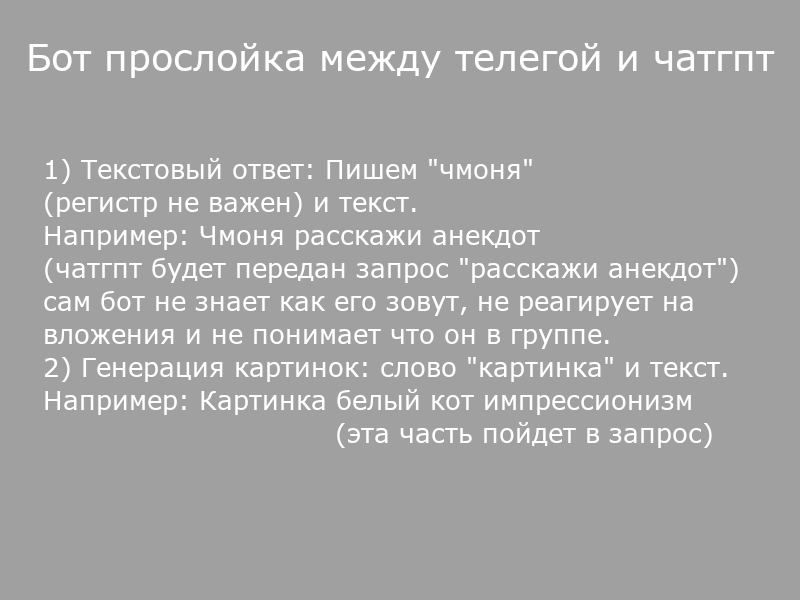 Бот прослойка между телегой и чатгпт
1) Текстовый ответ: Пишем "чмоня"
(регистр не важен) и текст.
Например: Чмоня расскажи анекдот
(чатгпт будет передан запрос "расскажи анекдот")
сам бот не знает как его зовут, не реагирует на
вложения и не понимает что он в группе.
2) Генерация картинок: слово "картинка" и текст.
Например: Картинка белый кот импрессионизм
(эта часть пойдет в запрос)